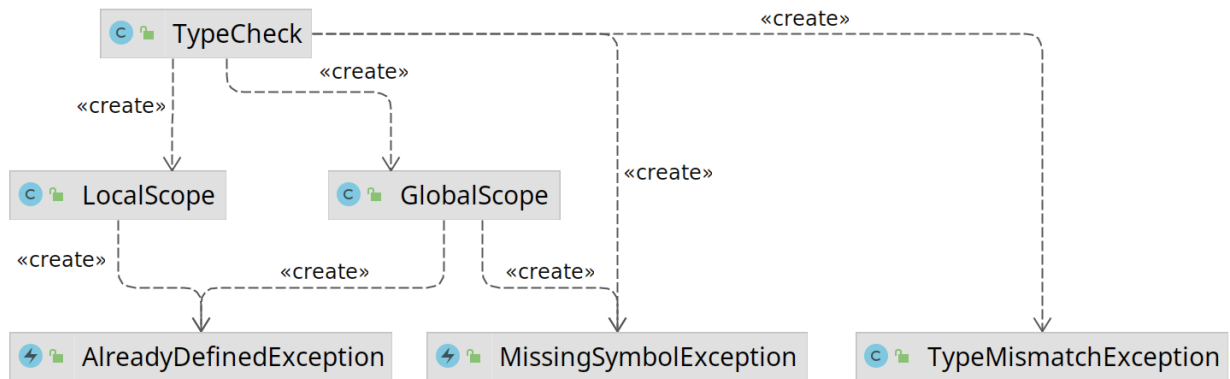 «create»
C TypeCheck
«create»
«create»
«create»
C LocalScope
C GlobalScope
«create»
«create»
«create»
AlreadyDefinedException
MissingSymbolException
C TypeMismatchException